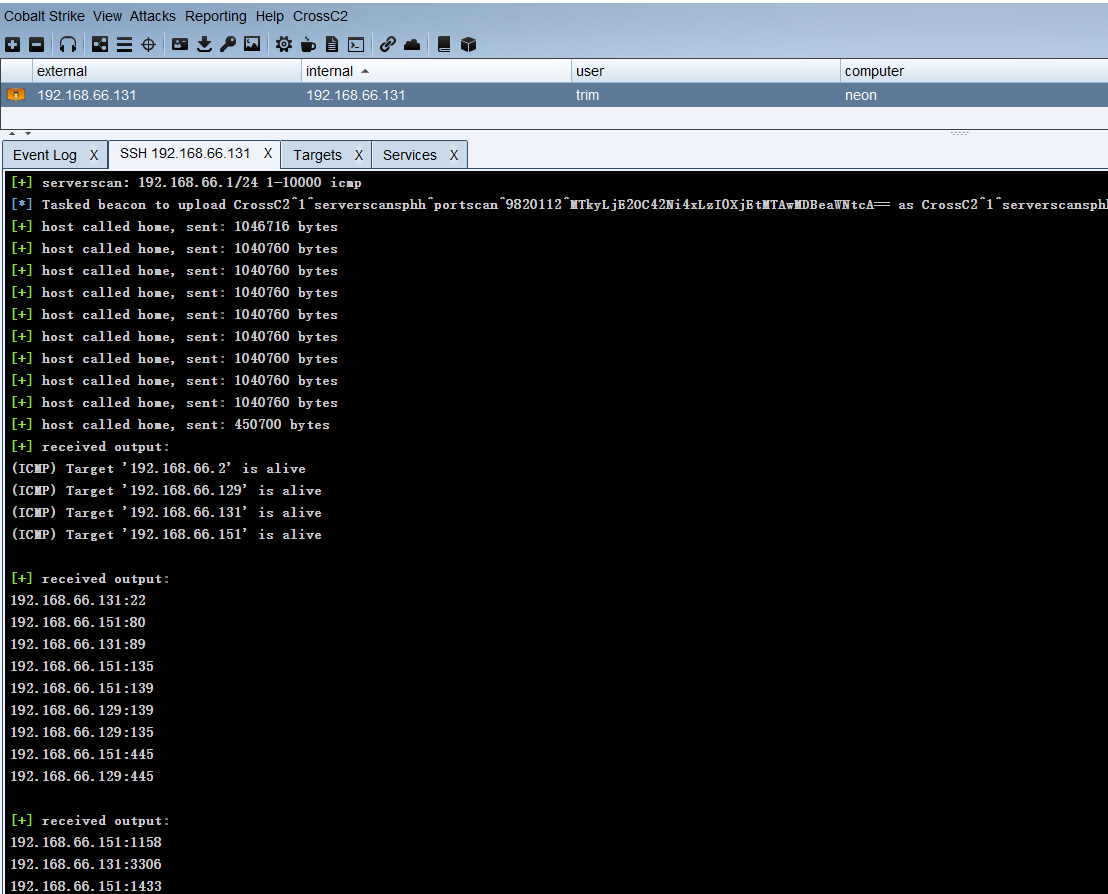 Cobalt Strike View Attacks Reporting Help CrossC2
external internal user computer
192.168.66.131 192.168.66.131 trim neon
Event Log X SSH 192.168.66.131 X Targets X Services X
[+] serverscan: 192.168.66.1/24 1-10000 icmp
[*] Tasked beacon to upload CrossC2^1^serverscansphh^portscan^9820112^MTkyLjE2OC42Ni4xLzI0XjEtMTAwMDBeaWNtcA== as CrossC2^1^serverscansphh
[+] host called home, sent: 1046716 bytes
[+] host called home, sent: 1040760 bytes
[+] host called home, sent: 1040760 bytes
[+] host called home, sent: 1040760 bytes
[+] host called home, sent: 1040760 bytes
[+] host called home, sent: 1040760 bytes
[+] host called home, sent: 1040760 bytes
[+] host called home, sent: 1040760 bytes
[+] host called home, sent: 1040760 bytes
[+] host called home, sent: 450700 bytes
[+] received output:
(ICMP) Target '192.168.66.2' is alive
(ICMP) Target '192.168.66.129' is alive
(ICMP) Target '192.168.66.131' is alive
(ICMP) Target '192.168.66.151' is alive
[+] received output:
192.168.66.131:22
192.168.66.151:80
192.168.66.131:89
192.168.66.151:135
192.168.66.151:139
192.168.66.129:139
192.168.66.129:135
192.168.66.151:445
192.168.66.129:445
[+] received output:
192.168.66.151:1158
192.168.66.131:3306
192.168.66.151:1433